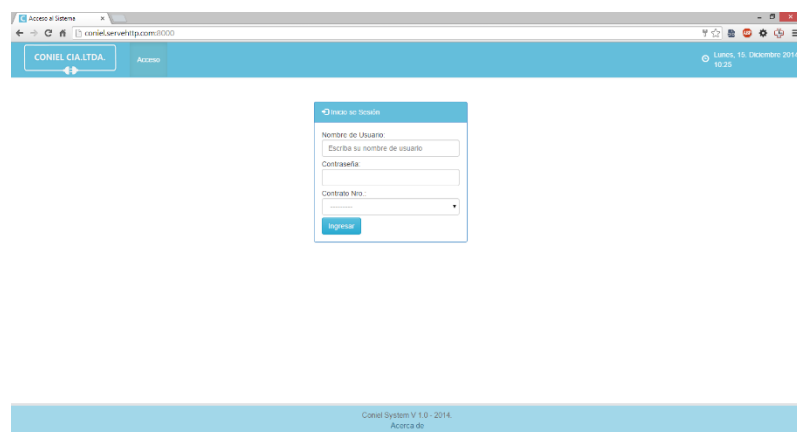 Acceso al Sistema
coniel.servehttp.com:8000
CONIEL CIA.LTDA.
Acceso
Lunes, 15. Diciembre 2014
10:25
Inicio se Sesión
Nombre de Usuario:
Escriba su nombre de usuario
Contraseña:
Contrato Nro.:
---------
Ingresar
Coniel System V 1.0 - 2014.
Acerca de